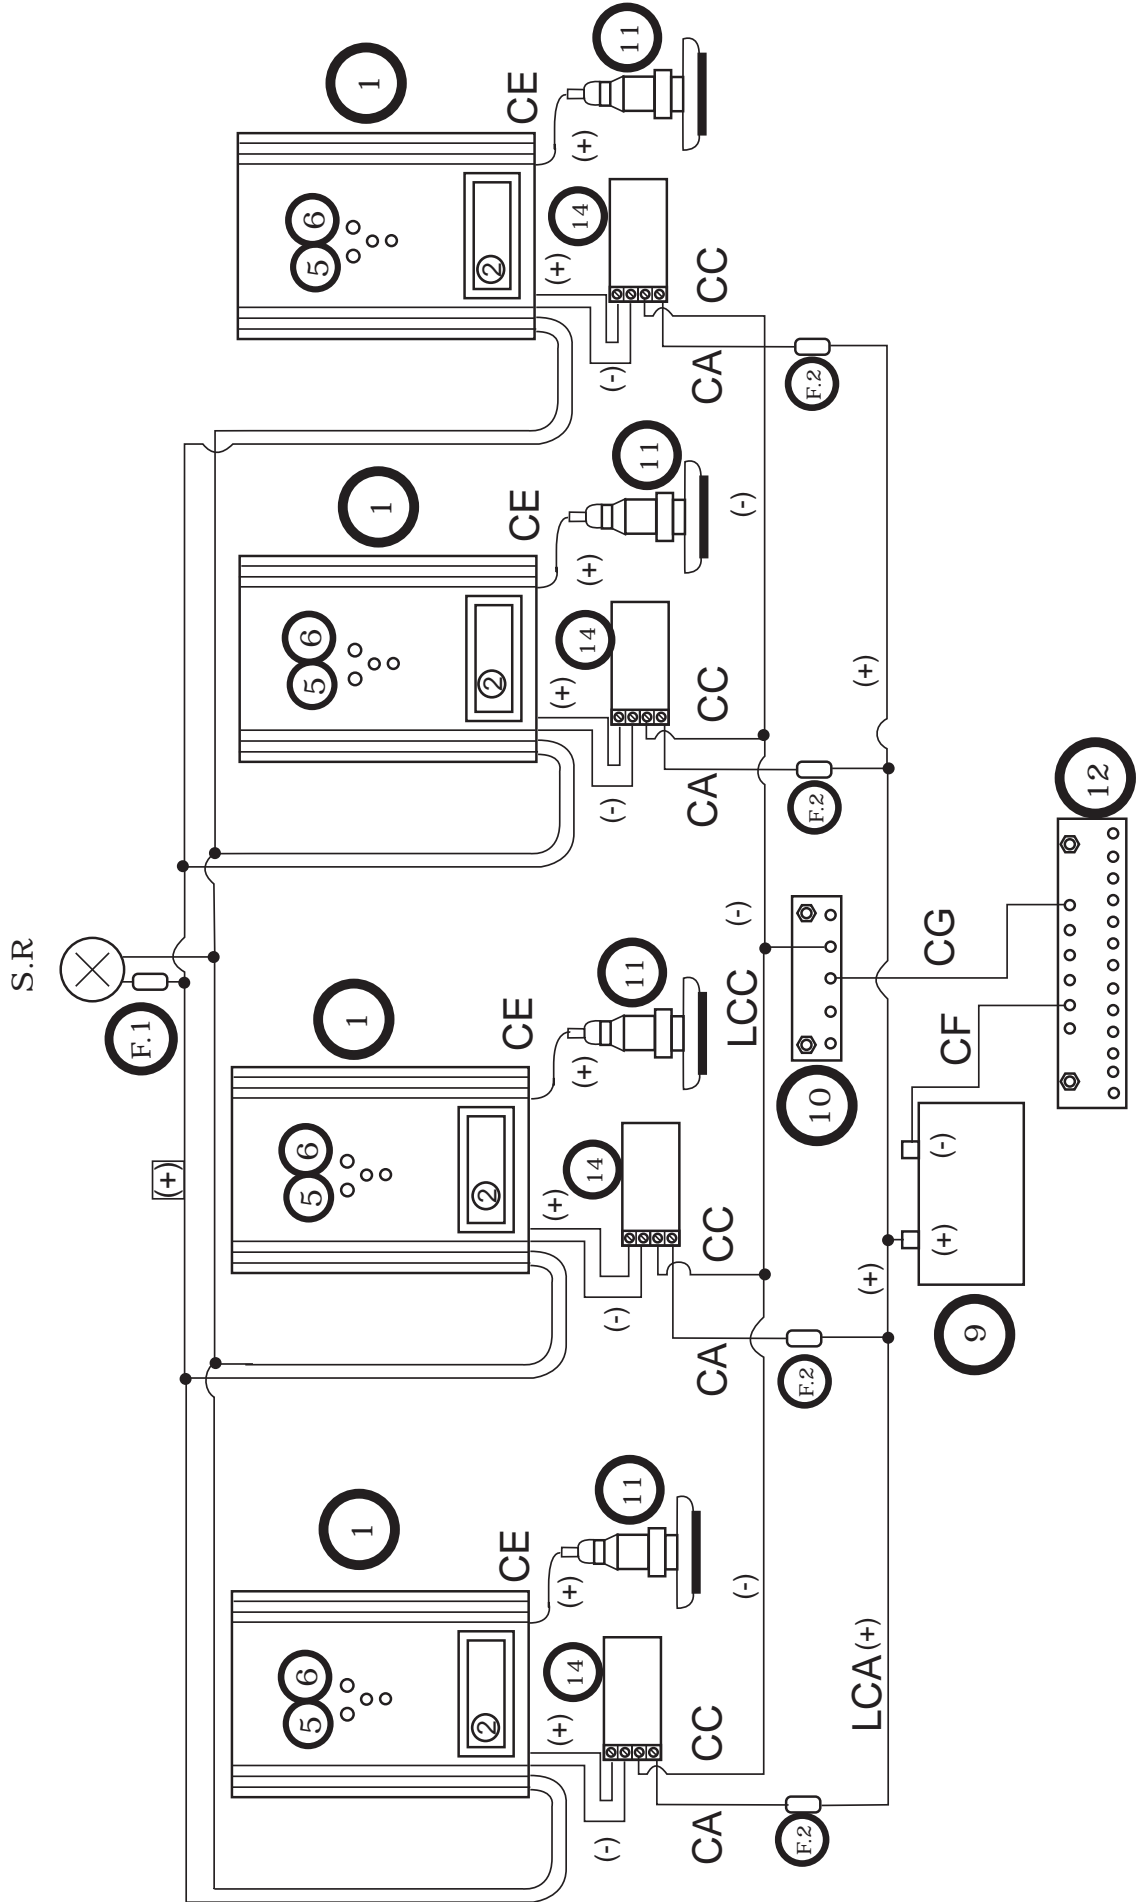 S.R
F.1
(+)
1
1
1
1
5 6
5 6
5 6
5 6
2
2
2
2
CE
CE
CE
CE
(+)
(+)
(+)
(+)
(+)
(+)
(+)
(+)
14
14
14
14
11
11
11
11
(-)
(-)
(-)
(-)
CA
CC
CA
CC
CA
CC
CA
CC
(-)
LCC
(-)
(-)
F.2
F.2
F.2
F.2
10
LCA(+)
(+)
(+)
CF
CG
(+)
(-)
9
12